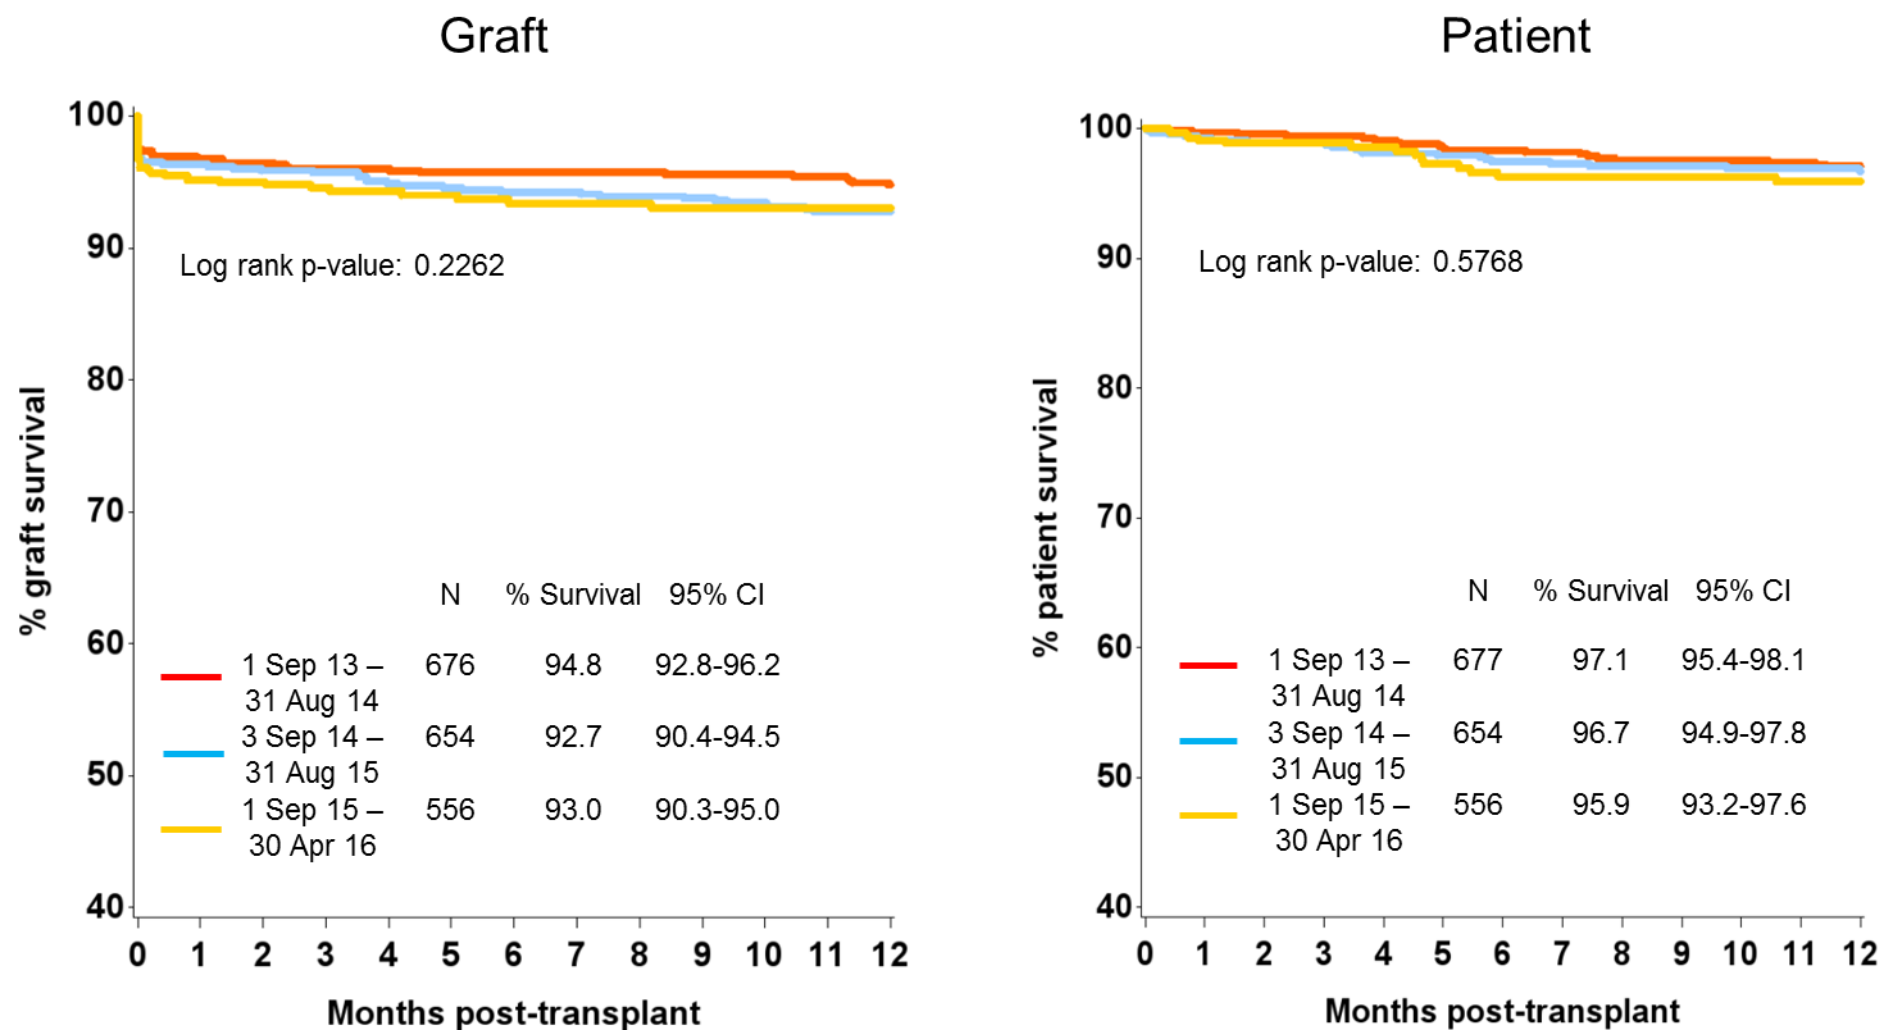 Graft
100
90
80
70
60
50
40
% graft survival
Log rank p-value: 0.2262
N % Survival 95% CI
1 Sep 13 – 676 94.8 92.8-96.2
31 Aug 14
3 Sep 14 – 654 92.7 90.4-94.5
31 Aug 15
1 Sep 15 – 556 93.0 90.3-95.0
30 Apr 16
0 1 2 3 4 5 6 7 8 9 10 11 12
Months post-transplant
Patient
100
90
80
70
60
50
40
% patient survival
Log rank p-value: 0.5768
N % Survival 95% CI
1 Sep 13 – 677 97.1 95.4-98.1
31 Aug 14
3 Sep 14 – 654 96.7 94.9-97.8
31 Aug 15
1 Sep 15 – 556 95.9 93.2-97.6
30 Apr 16
0 1 2 3 4 5 6 7 8 9 10 11 12
Months post-transplant